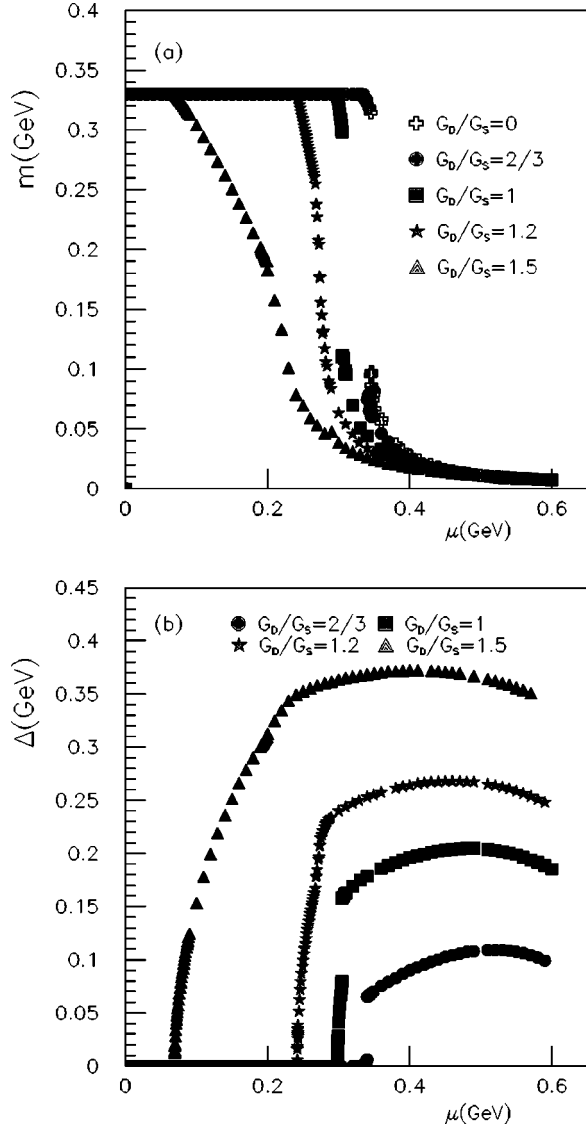 0.4
(a)
0.35
m(GeV)
0.3
G_D/G_S=0
G_D/G_S=2/3
0.25
G_D/G_S=1
0.2
G_D/G_S=1.2
G_D/G_S=1.5
0.15
0.1
0.05
0
0 0.2 0.4 0.6
μ(GeV)
0.45
(b)
G_D/G_S=2/3 G_D/G_S=1
0.4
G_D/G_S=1.2 G_D/G_S=1.5
Δ(GeV)
0.35
0.3
0.25
0.2
0.15
0.1
0.05
0
0 0.2 0.4 0.6
μ(GeV)